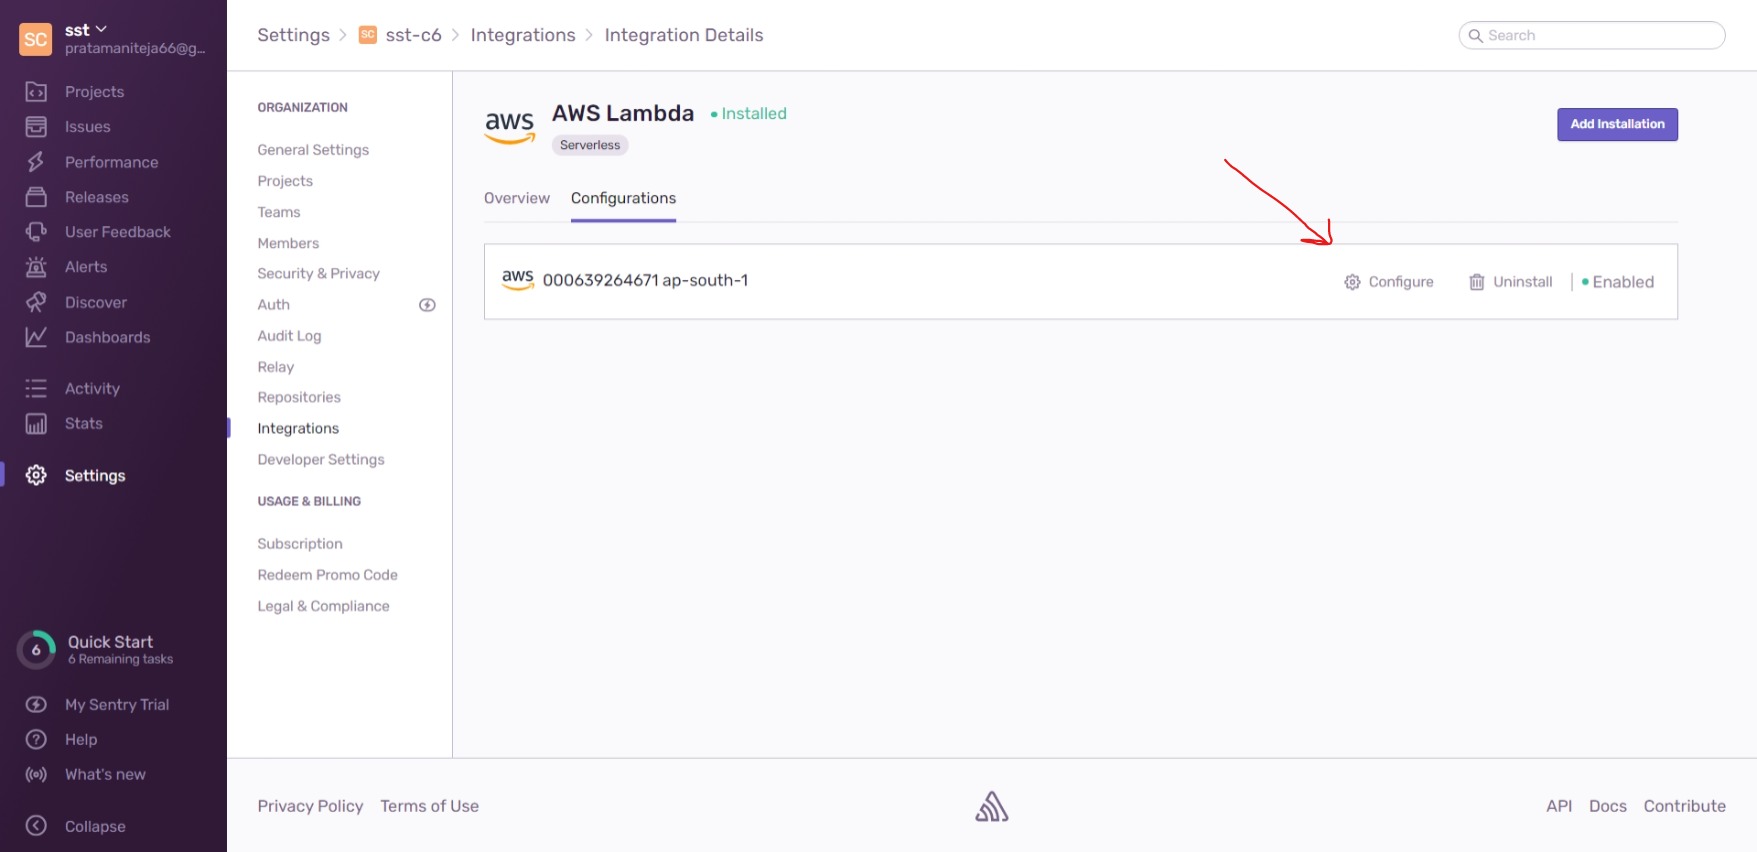 SC
sst
pratamaniteja66@g...
Projects
Issues
Performance
Releases
User Feedback
Alerts
Discover
Dashboards
Activity
Stats
Settings
6
Quick Start
6 Remaining tasks
My Sentry Trial
Help
What's new
Collapse
Settings > SC sst-c6 > Integrations > Integration Details
Search
ORGANIZATION
General Settings
Projects
Teams
Members
Security & Privacy
Auth
Audit Log
Relay
Repositories
Integrations
Developer Settings
USAGE & BILLING
Subscription
Redeem Promo Code
Legal & Compliance
aws
AWS Lambda
Installed
Serverless
Add Installation
Overview
Configurations
aws
000639264671 ap-south-1
Configure
Uninstall
Enabled
Privacy Policy
Terms of Use
API
Docs
Contribute